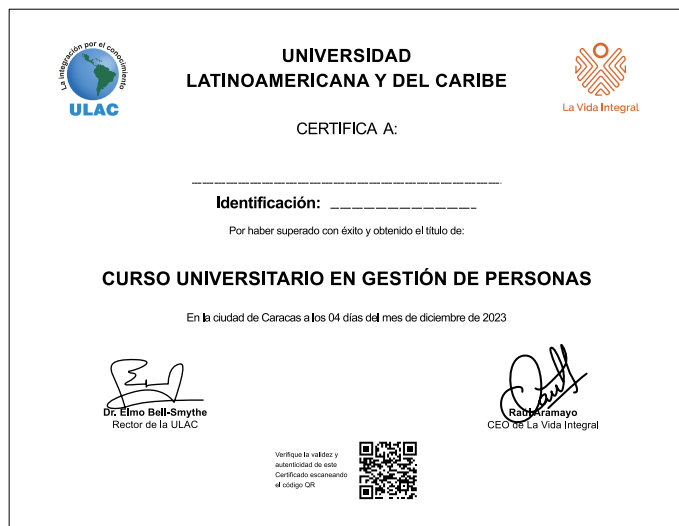 La integración por el conocimiento
ULAC
UNIVERSIDAD
LATINOAMERICANA Y DEL CARIBE
La Vida Integral
CERTIFICA A:
Identificación:
Por haber superado con éxito y obtenido el título de:
CURSO UNIVERSITARIO EN GESTIÓN DE PERSONAS
En la ciudad de Caracas a los 04 días del mes de diciembre de 2023
Dr. Elmo Bell-Smythe
Rector de la ULAC
Raúl Aramayo
CEO de La Vida Integral
Verifique la validez y
autenticidad de este
Certificado escaneando
el código QR